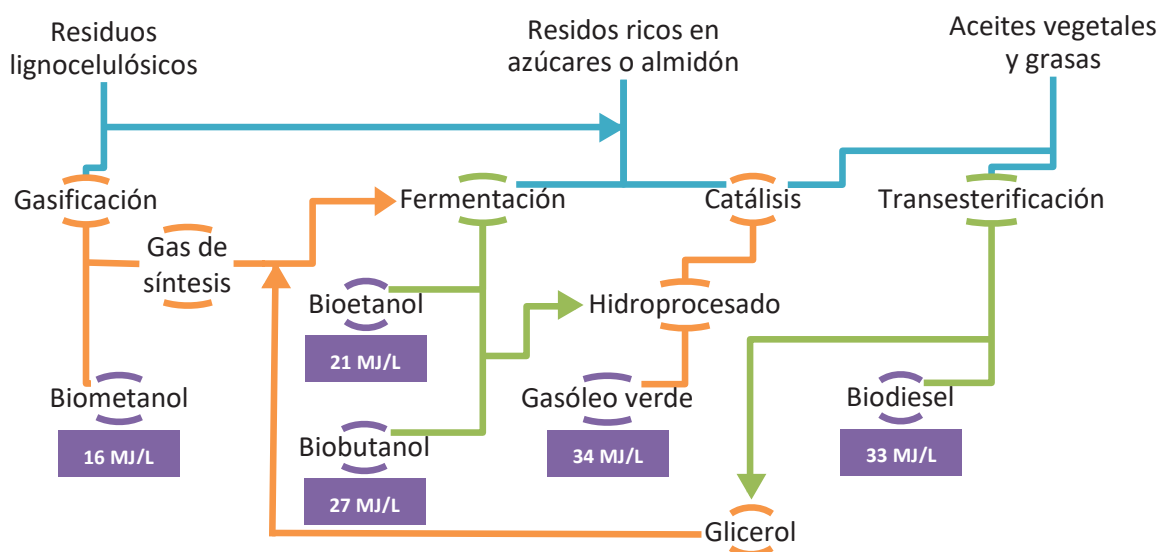 Residuos
lignocelulósicos
Residos ricos en
azúcares o almidón
Aceites vegetales
y grasas
Gasificación
Fermentación
Catálisis
Transesterificación
Gas de
síntesis
Bioetanol
21 MJ/L
Hidroprocesado
Biometanol
16 MJ/L
Gasóleo verde
34 MJ/L
Biodiesel
33 MJ/L
Biobutanol
27 MJ/L
Glicerol